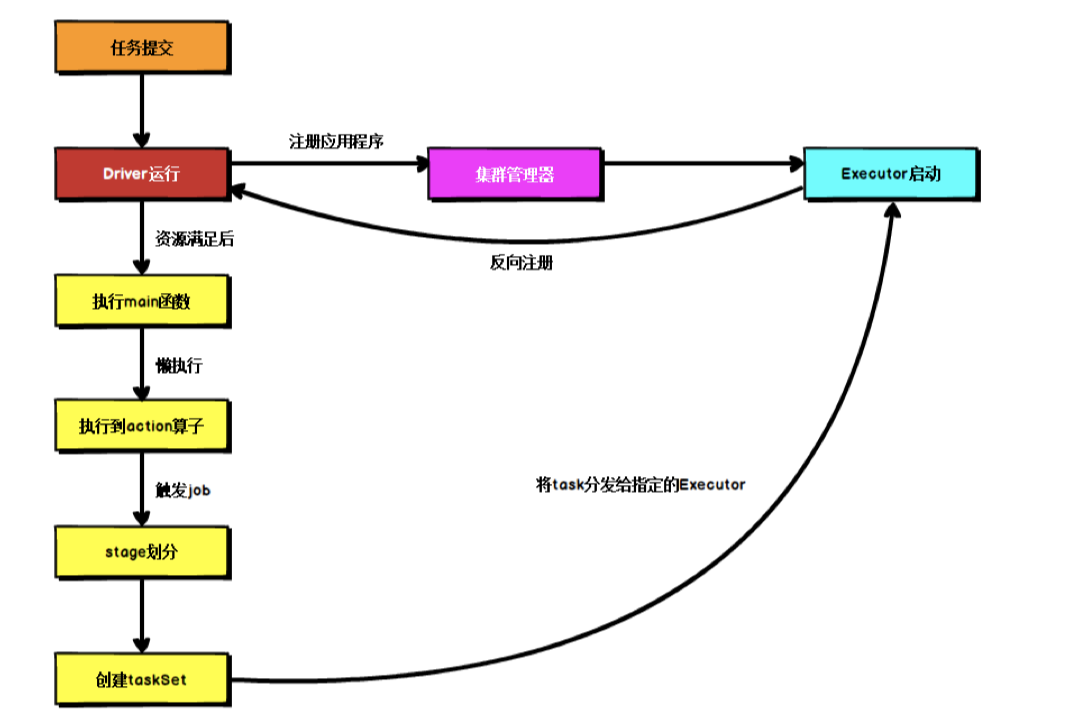 任务提交
注册应用程序
Driver运行
集群管理器
Executor启动
资源满足后
反向注册
执行main函数
懒执行
执行到action算子
触发job
将task分发给指定的Executor
stage划分
创建taskSet